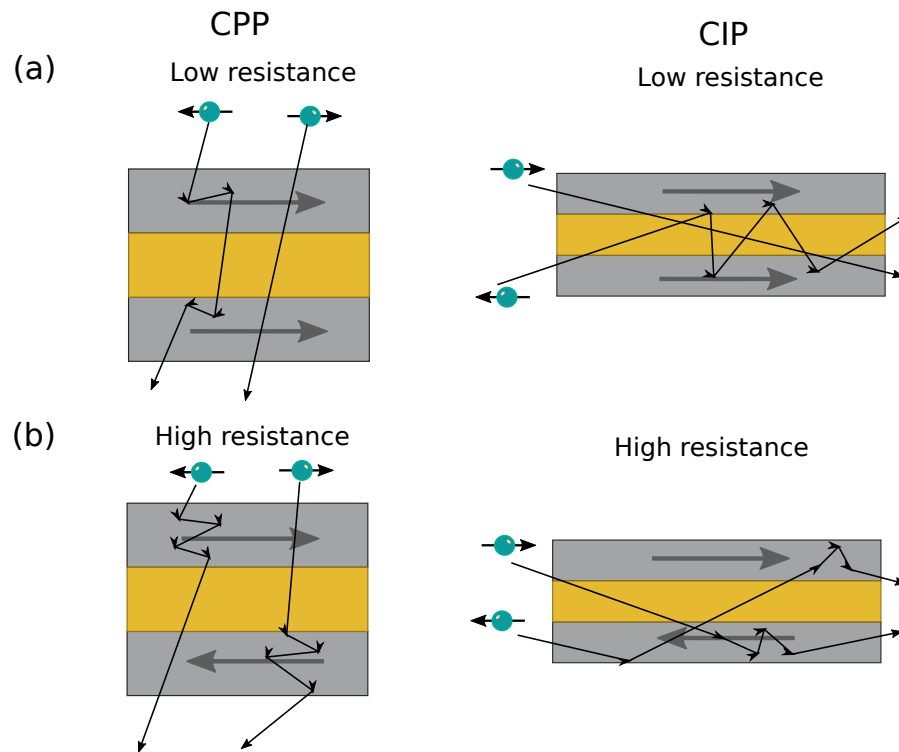 CPP
CIP
(a)
Low resistance
Low resistance
(b)
High resistance
High resistance